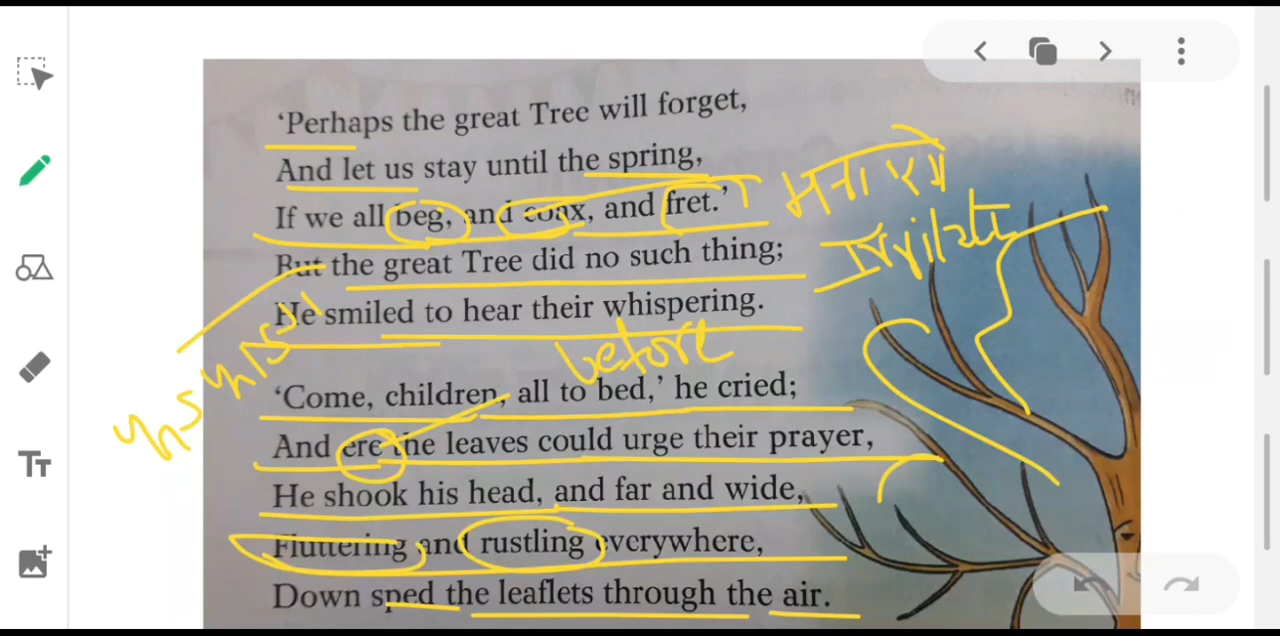 'Perhaps the great Tree will forget,
And let us stay until the spring,
If we all beg, and coax, and fret.'
But the great Tree did no such thing;
He smiled to hear their whispering.
before
'Come, children, all to bed,' he cried;
And ere the leaves could urge their prayer,
He shook his head, and far and wide,
Fluttering and rustling everywhere,
Down sped the leaflets through the air.
TT